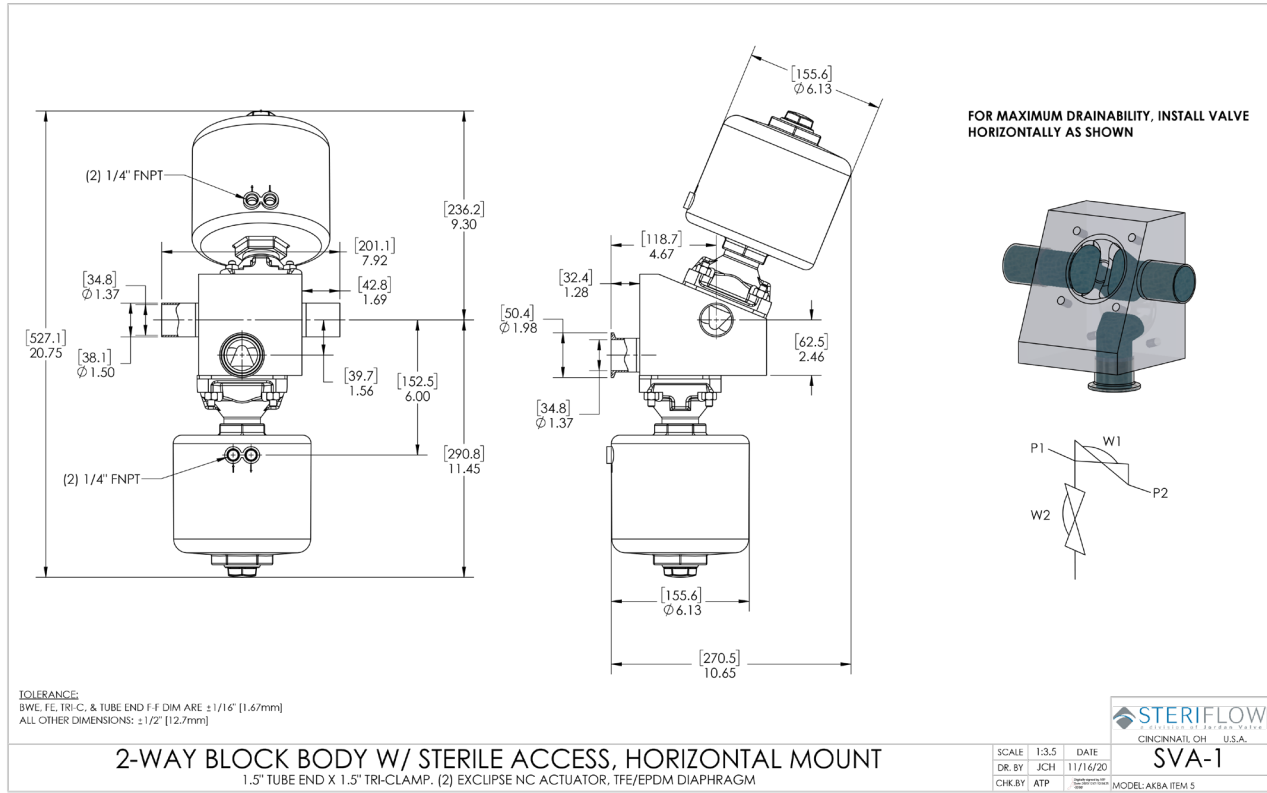 [155.6]
Ø 6.13
FOR MAXIMUM DRAINABILITY, INSTALL VALVE
HORIZONTALLY AS SHOWN
(2) 1/4" FNPT
[236.2]
9.30
[201.1]
7.92
[118.7]
4.67
[34.8]
Ø 1.37
[42.8]
1.69
[32.4]
1.28
[50.4]
Ø 1.98
[527.1]
20.75
[38.1]
Ø 1.50
[62.5]
2.46
[39.7]
1.56
[152.5]
6.00
[34.8]
Ø 1.37
[290.8]
11.45
(2) 1/4" FNPT
P1
W1
P2
W2
[155.6]
Ø 6.13
[270.5]
10.65
TOLERANCE:
BWE, FE, TRI-C, & TUBE END F-F DIM ARE ±1/16" [1.67mm]
ALL OTHER DIMENSIONS: ±1/2" [12.7mm]
STERIFLOW
a division of Jordan Valve
CINCINNATI, OH U.S.A.
2-WAY BLOCK BODY W/ STERILE ACCESS, HORIZONTAL MOUNT
1.5" TUBE END X 1.5" TRI-CLAMP. (2) EXCLIPSE NC ACTUATOR, TFE/EPDM DIAPHRAGM
SCALE 1:3.5 DATE
DR. BY JCH 11/16/20
CHK.BY ATP
SVA-1
MODEL: AKBA ITEM 5